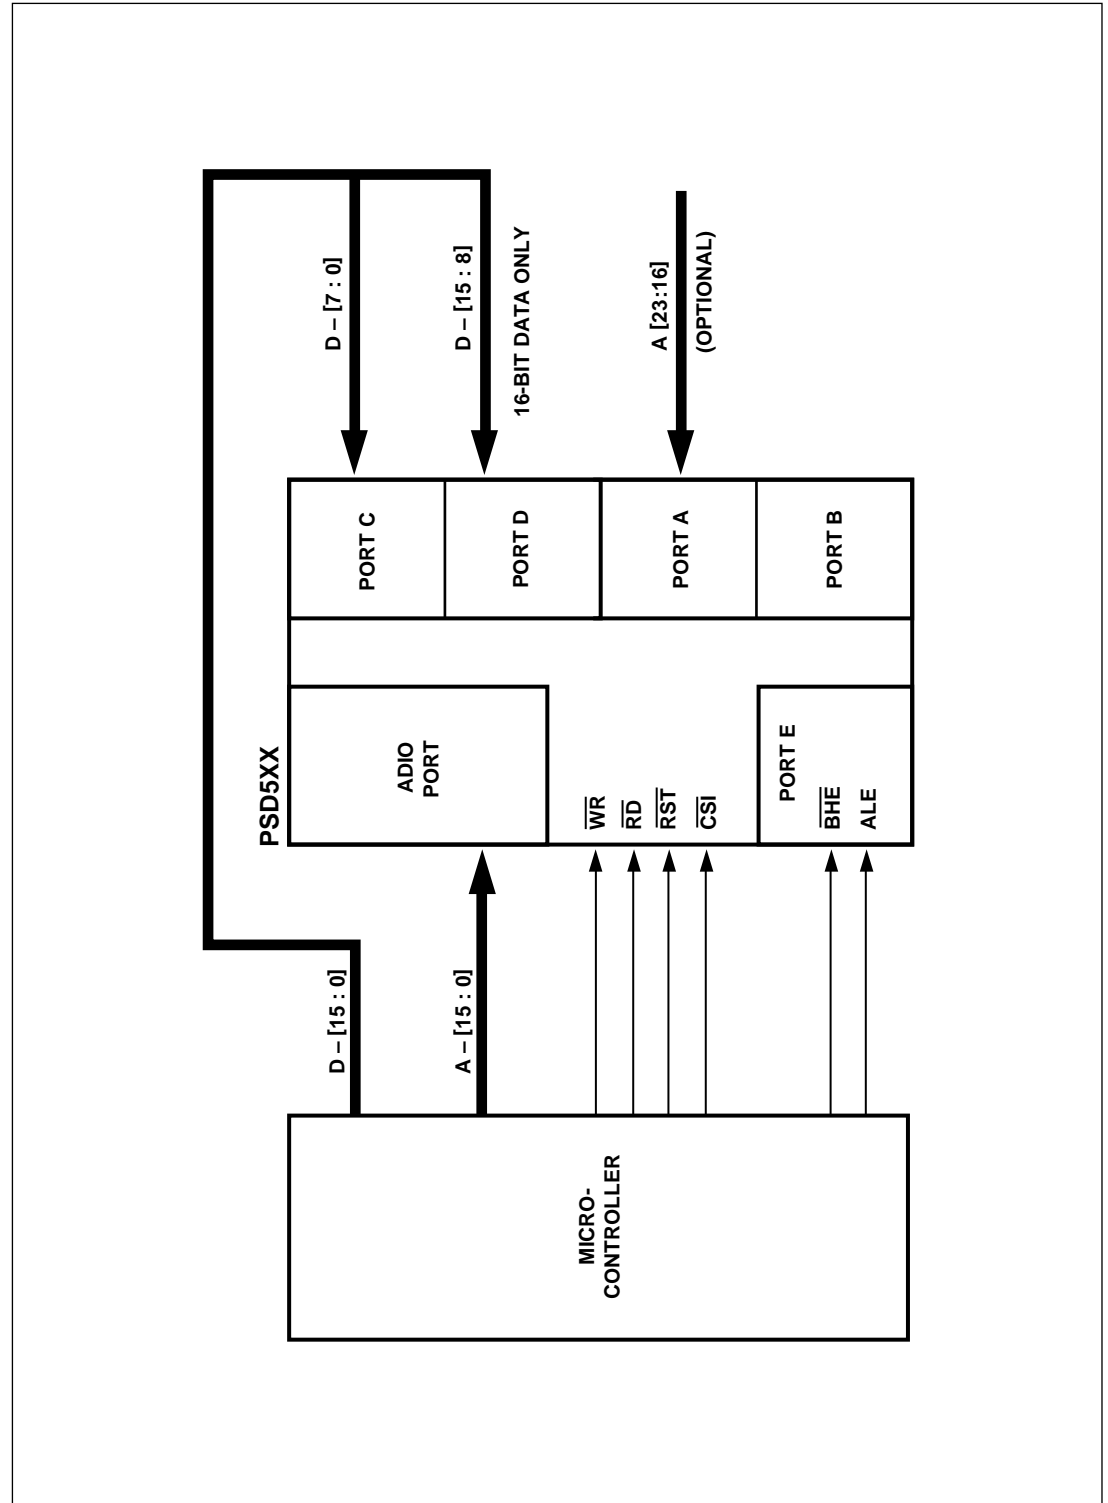 MICRO-
CONTROLLER
D – [15 : 0]
A – [15 : 0]
PSD5XX
ADIO
PORT
WR
RD
RST
CSI
PORT E
BHE
ALE
PORT C
PORT D
PORT A
PORT B
D – [7 : 0]
D – [15 : 8]
16-BIT DATA ONLY
A [23:16]
(OPTIONAL)